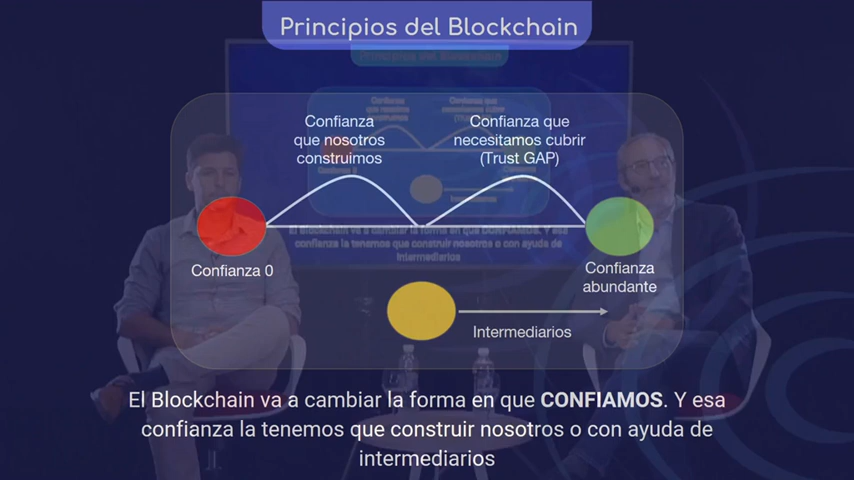 Principios del Blockchain
Confianza
que nosotros
construimos
Confianza que
necesitamos cubrir
(Trust GAP)
Confianza 0
Confianza
abundante
Intermediarios
El Blockchain va a cambiar la forma en que CONFIAMOS. Y esa
confianza la tenemos que construir nosotros o con ayuda de
intermediarios